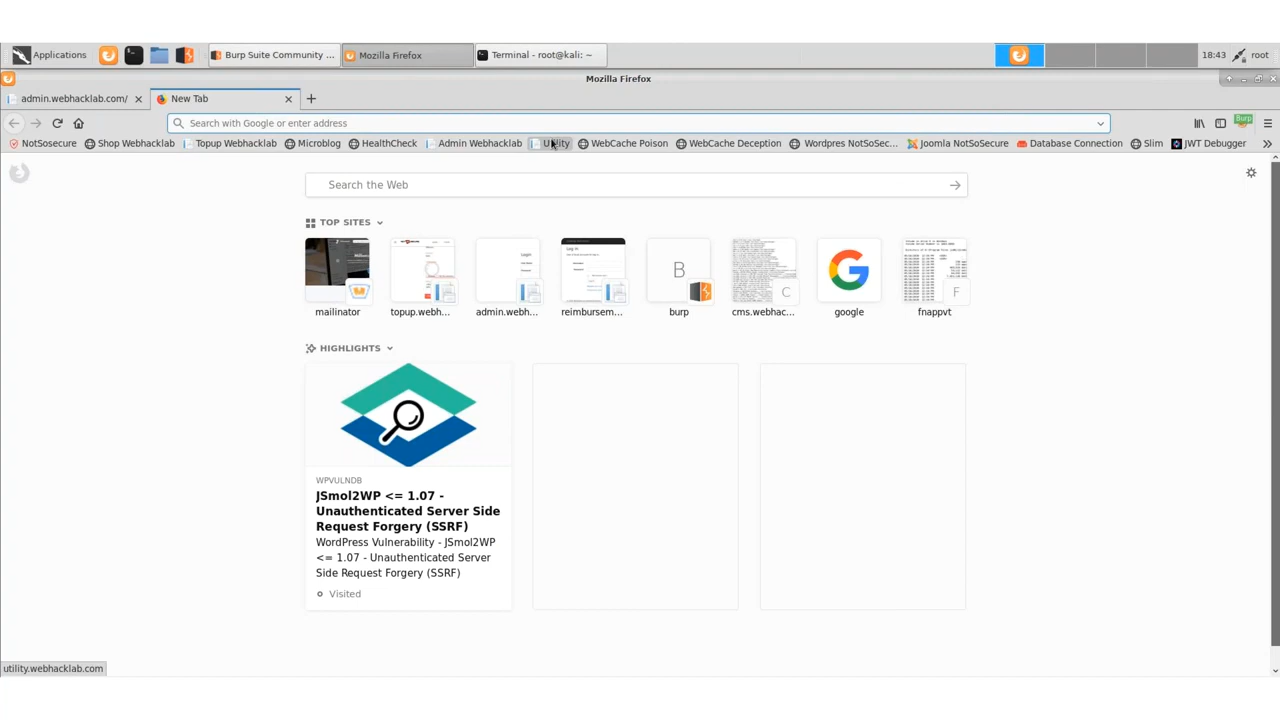 Applications
Burp Suite Community ...
Mozilla Firefox
Terminal - root@kali: ~
18:43
root
Mozilla Firefox
admin.webhacklab.com/
New Tab
Search with Google or enter address
Burp
NotSosecure
Shop Webhacklab
Topup Webhacklab
Microblog
HealthCheck
Admin Webhacklab
Utility
WebCache Poison
WebCache Deception
Wordpres NotSoSec...
Joomla NotSoSecure
Database Connection
Slim
JWT Debugger
Search the Web
TOP SITES
B
C
F
mailinator
topup.webh...
admin.webh...
reimbursem...
burp
cms.webhac...
google
fnappvt
HIGHLIGHTS
WPVULNDB
JSmol2WP <= 1.07 -
Unauthenticated Server Side
Request Forgery (SSRF)
WordPress Vulnerability - JSmol2WP
<= 1.07 - Unauthenticated Server
Side Request Forgery (SSRF)
Visited
utility.webhacklab.com